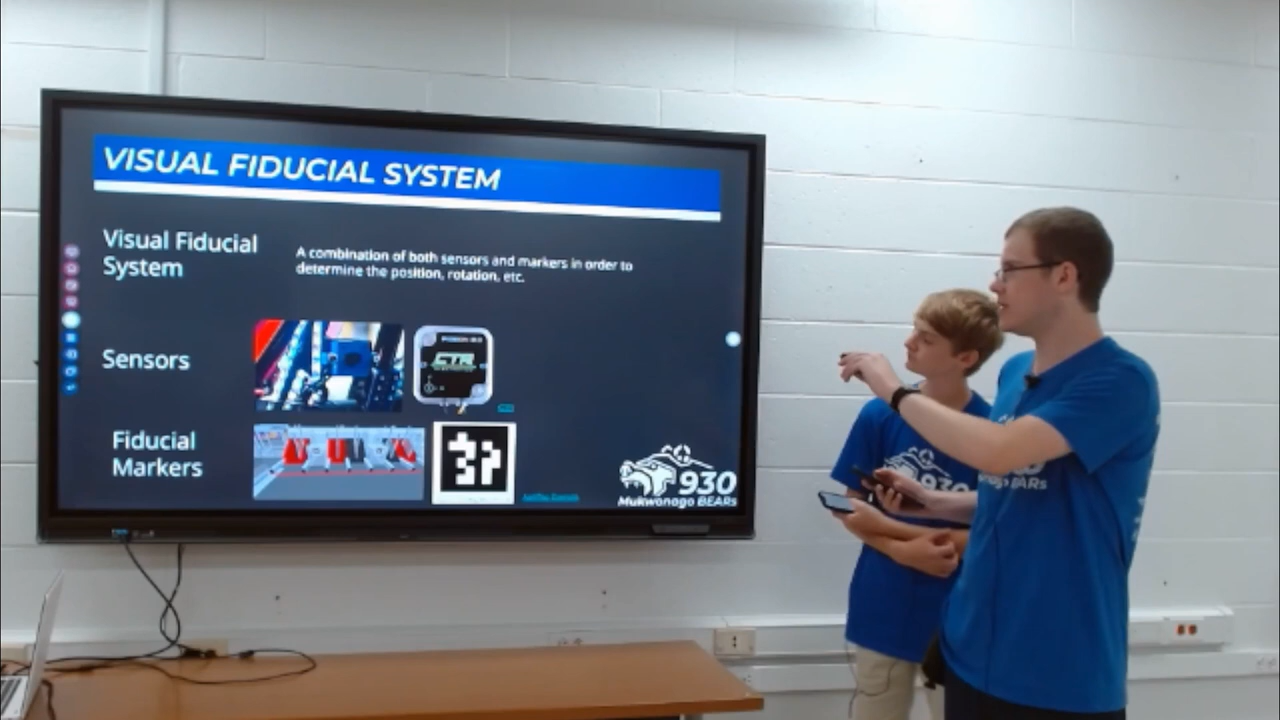 VISUAL FIDUCIAL SYSTEM
Visual Fiducial
System
A combination of both sensors and markers in order to
determine the position, rotation, etc.
Sensors
CTR
Fiducial
Markers
930
Mukwonago BEARs
930
BEARs